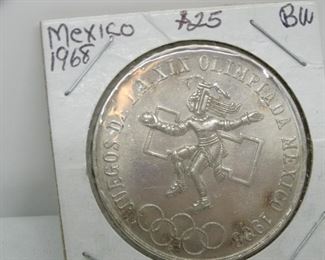 Mexico $25 BU
1968
JUEGOS DE LA XIX OLIMPIADA MEXICO 1968